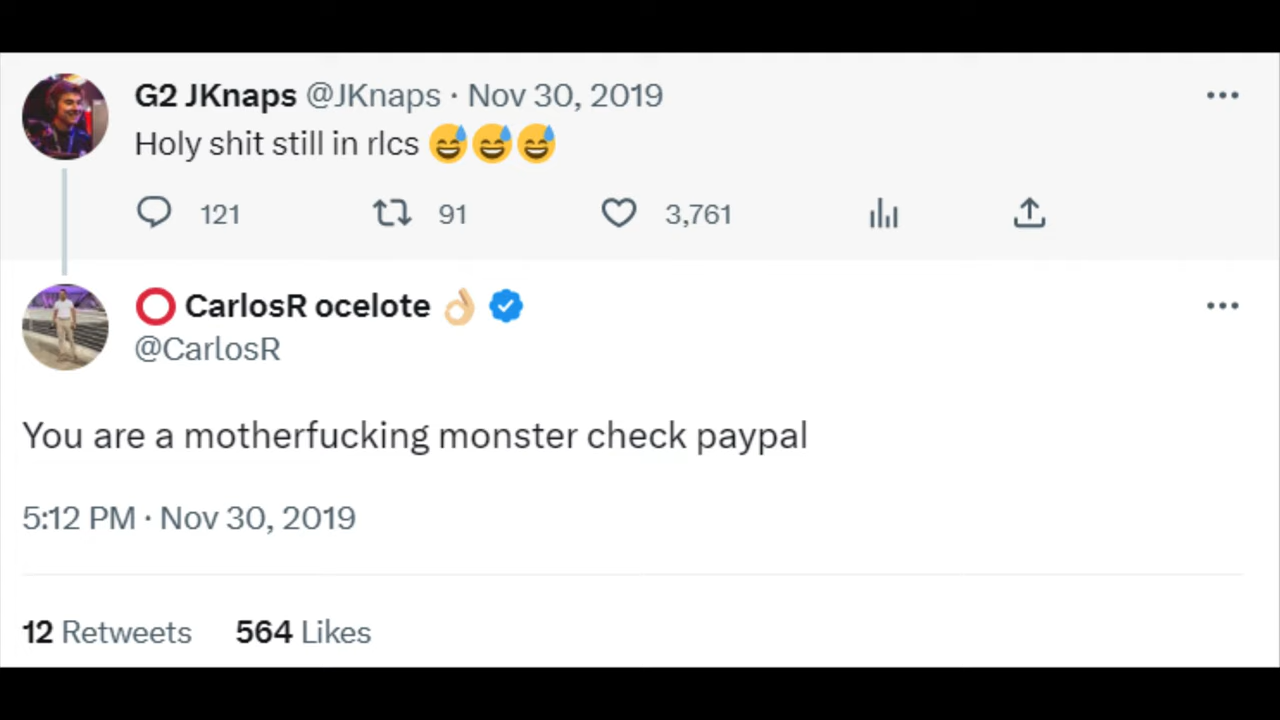 G2 JKnaps @JKnaps · Nov 30, 2019
Holy shit still in rlcs 😅😅😅
121 91 3,761
⭕ CarlosR ocelote 👌🏼
@CarlosR
You are a motherfucking monster check paypal
5:12 PM · Nov 30, 2019
12 Retweets 564 Likes